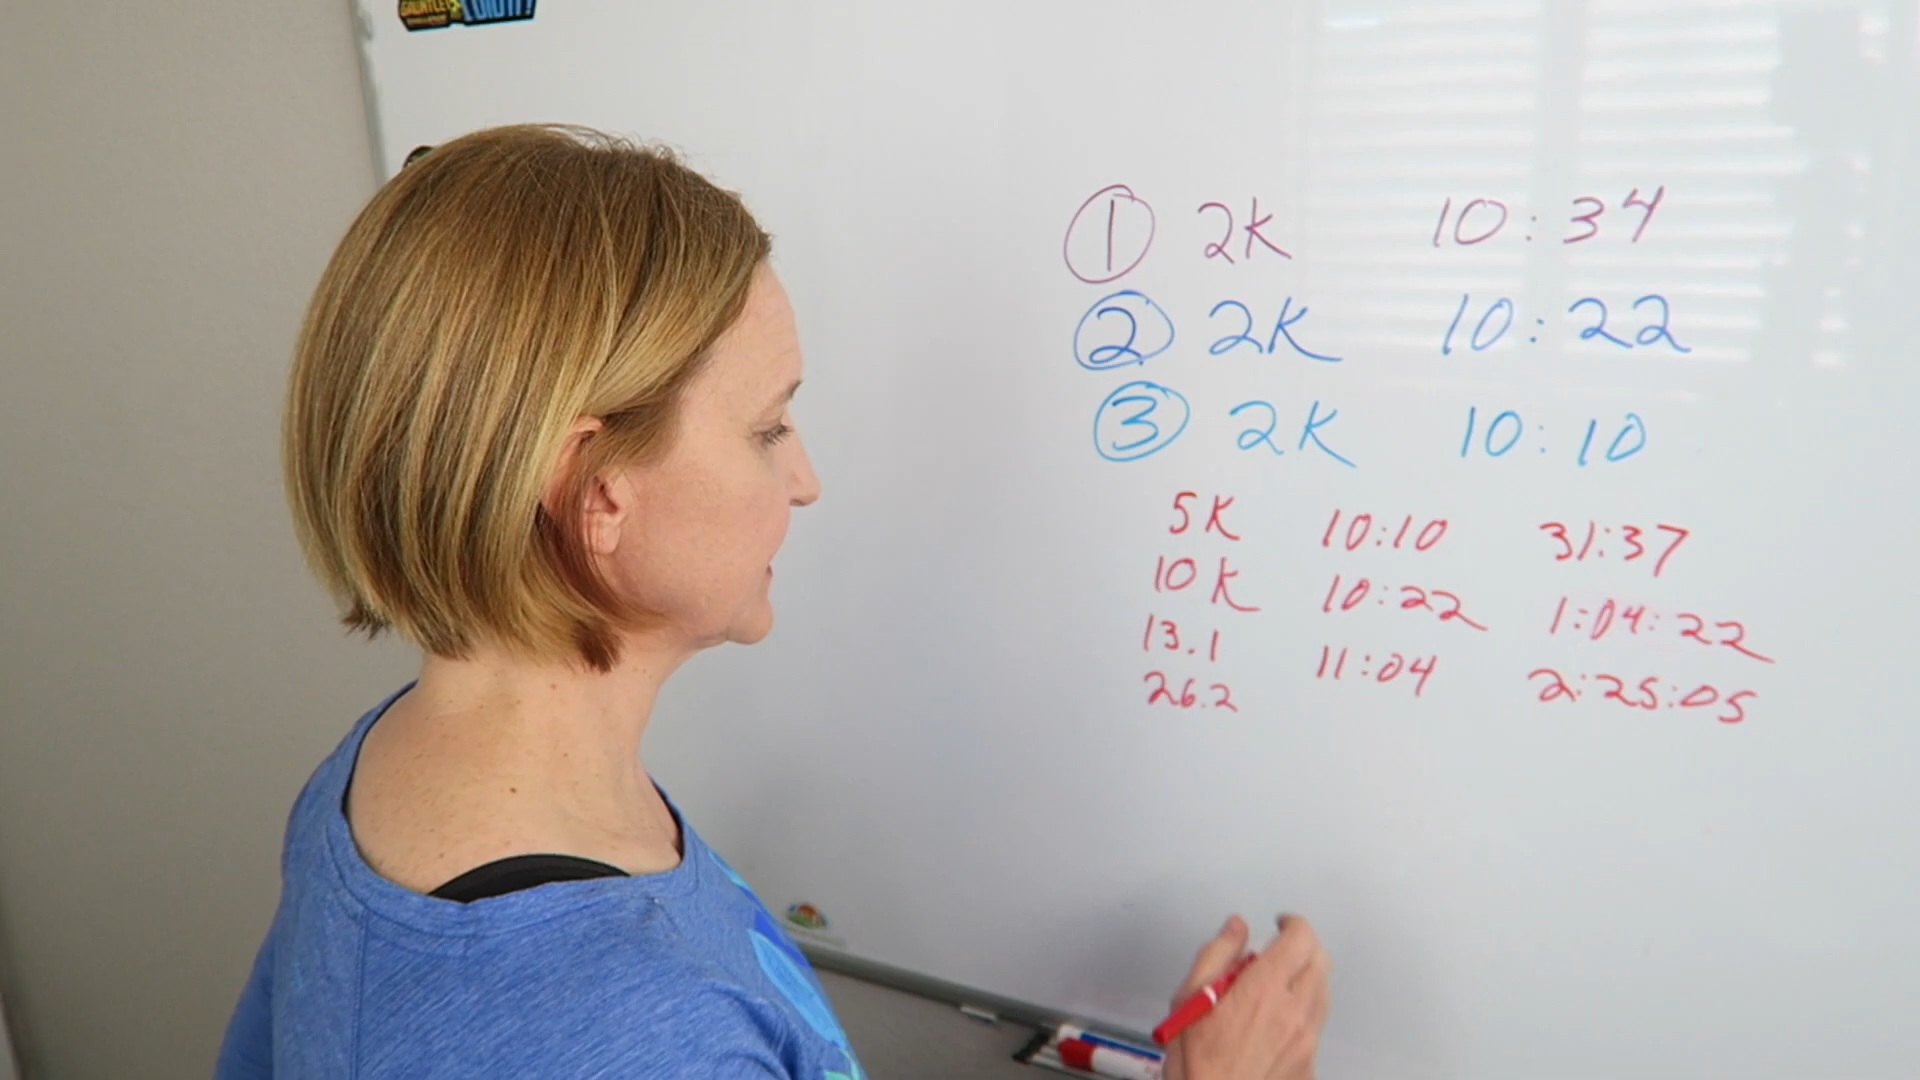 GAUNTLET
① 2K 10:34
② 2K 10:22
③ 2K 10:10
5K 10:10 31:37
10K 10:22 1:04:22
13.1 11:04 2:25:05
26.2